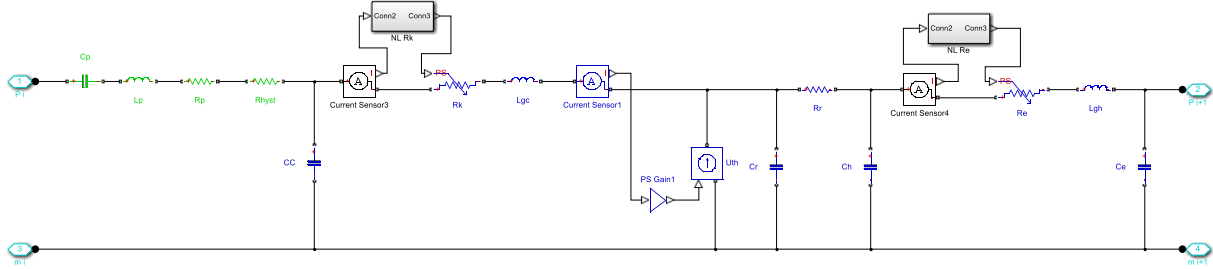 Conn2 Conn3
NL Rk
Conn2 Conn3
NL Re
Cp
1
P i
Lp
Rp
Rhyst
A
I
Current Sensor3
PS
Rk
Lgc
A
I
Current Sensor1
Rr
A
I
Current Sensor4
PS
Re
Lgh
2
P i+1
CC
PS Gain1
Uth
Cr
Ch
Ce
3
m i
4
m i+1